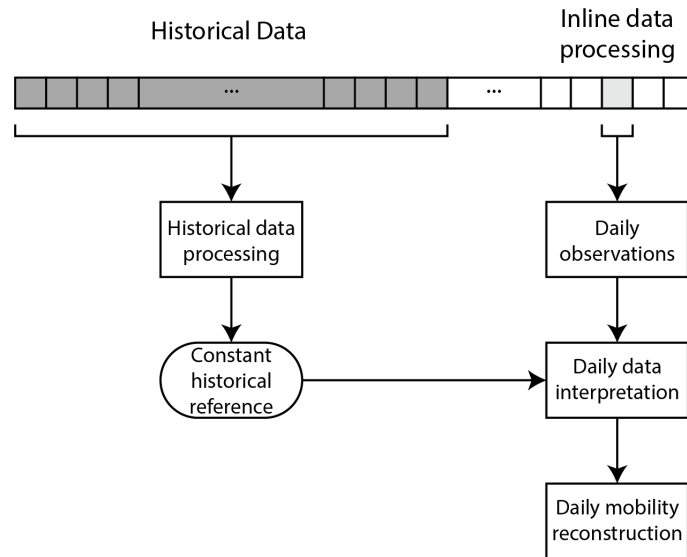 Historical Data
Inline data
processing
...
...
Historical data
processing
Daily
observations
Constant
historical
reference
Daily data
interpretation
Daily mobility
reconstruction